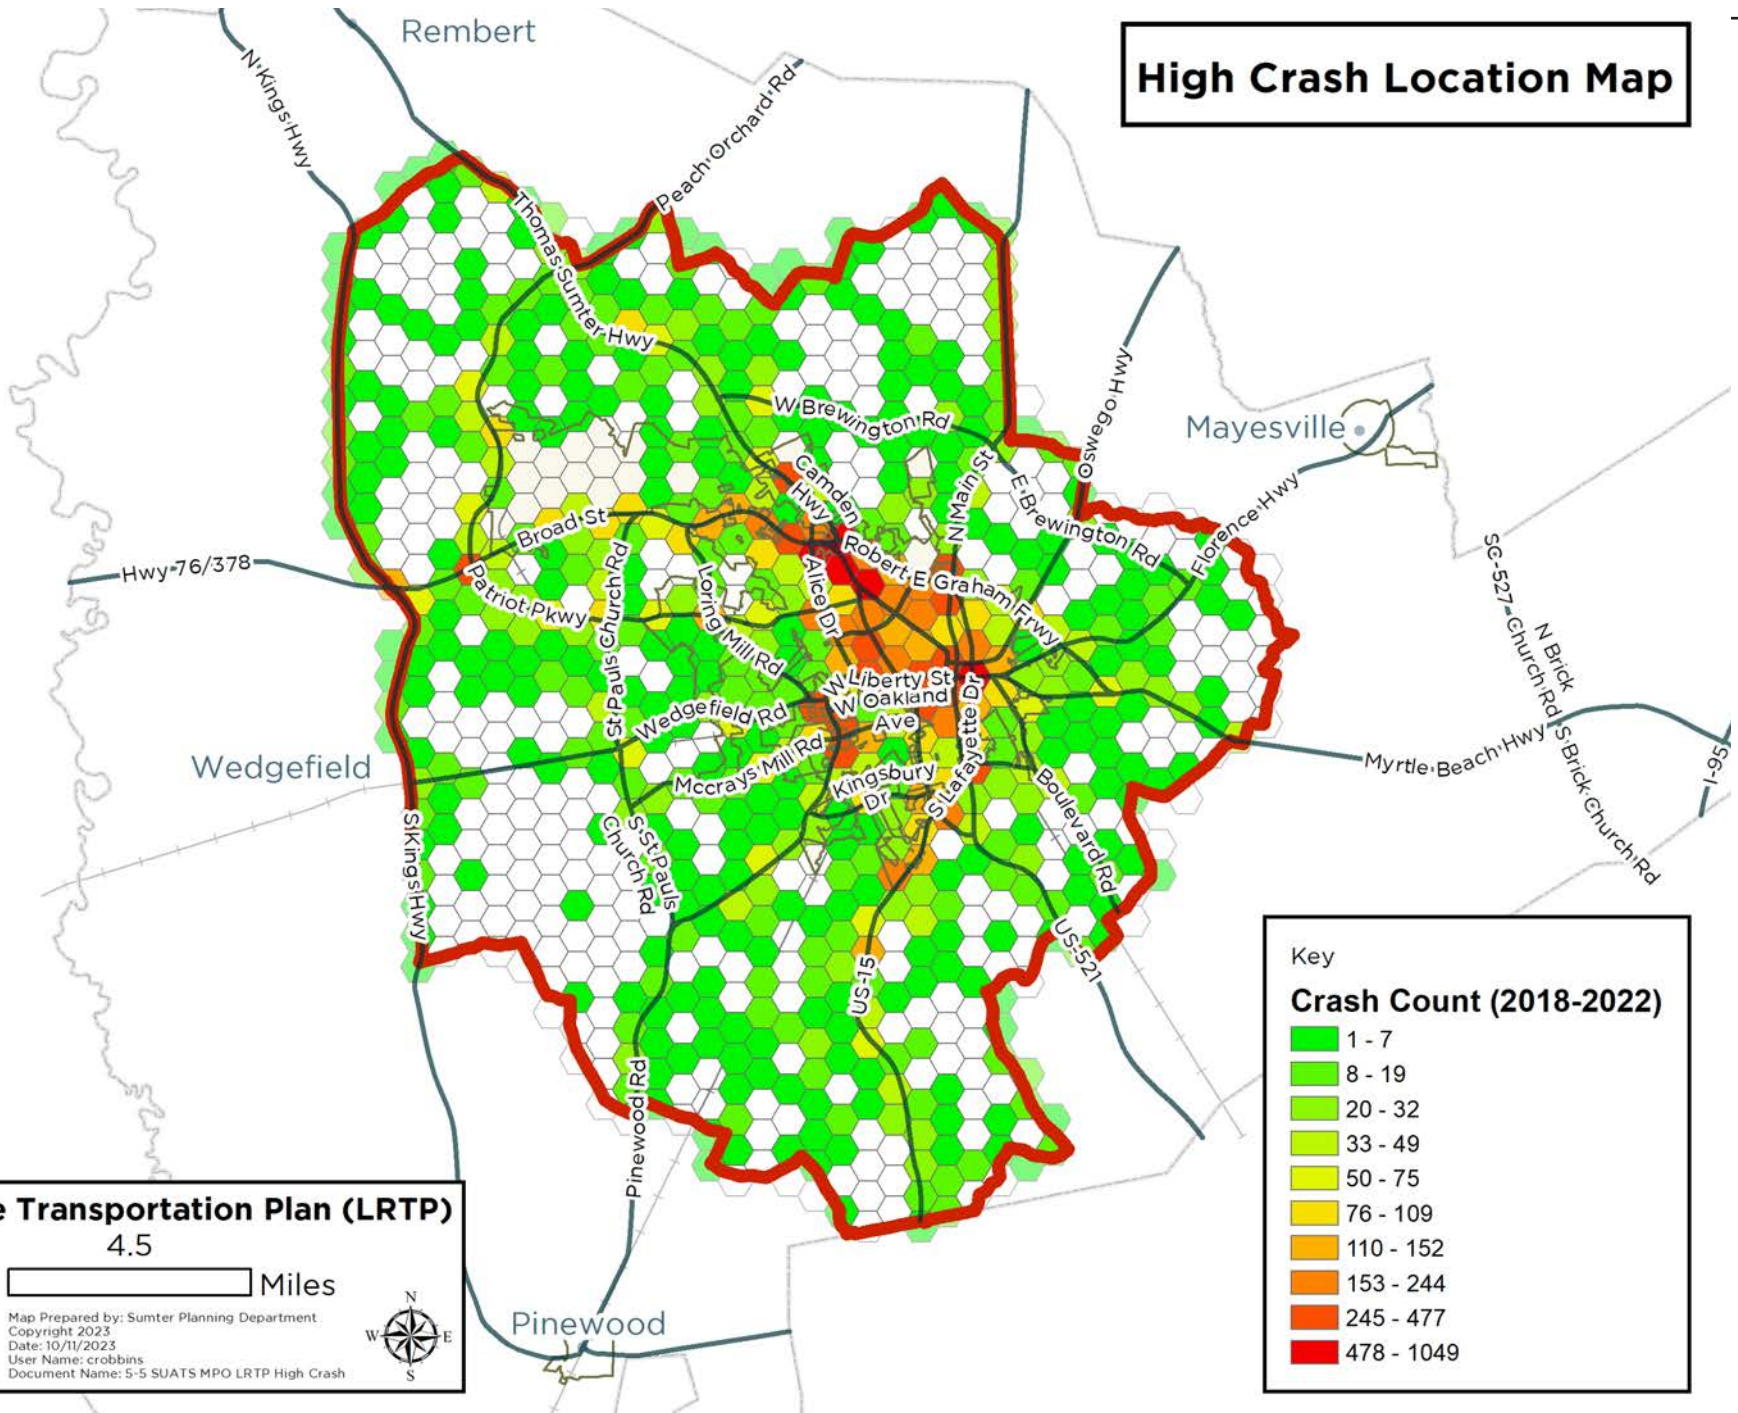 Rembert
High Crash Location Map
N Kings Hwy
Peach Orchard Rd
Thomas Sumter Hwy
W Brewington Rd
Oswego Hwy
Mayesville
Camden
Hwy
N Main St
E Brewington Rd
Florence Hwy
Broad St
Hwy 76/378
Robert E Graham Frwy
Patriot Pkwy
St Pauls Church Rd
Loring Mill Rd
Alice Dr
SC-527
Church Rd
N Brick
W Liberty St
W Oakland
Ave
Wedgefield Rd
Wedgefield
Mccrays Mill Rd
Kingsbury
Dr
S Lafayette Dr
Boulevard Rd
Myrtle Beach Hwy
S Brick Church Rd
I-95
S Kings Hwy
S St Pauls
Church Rd
US-15
US-521
Pinewood Rd
Pinewood
Key
Crash Count (2018-2022)
1 - 7
8 - 19
20 - 32
33 - 49
50 - 75
76 - 109
110 - 152
153 - 244
245 - 477
478 - 1049
e Transportation Plan (LRTP)
4.5
Miles
Map Prepared by: Sumter Planning Department
Copyright 2023
Date: 10/11/2023
User Name: crobbins
Document Name: 5-5 SUATS MPO LRTP High Crash
N
W E
S